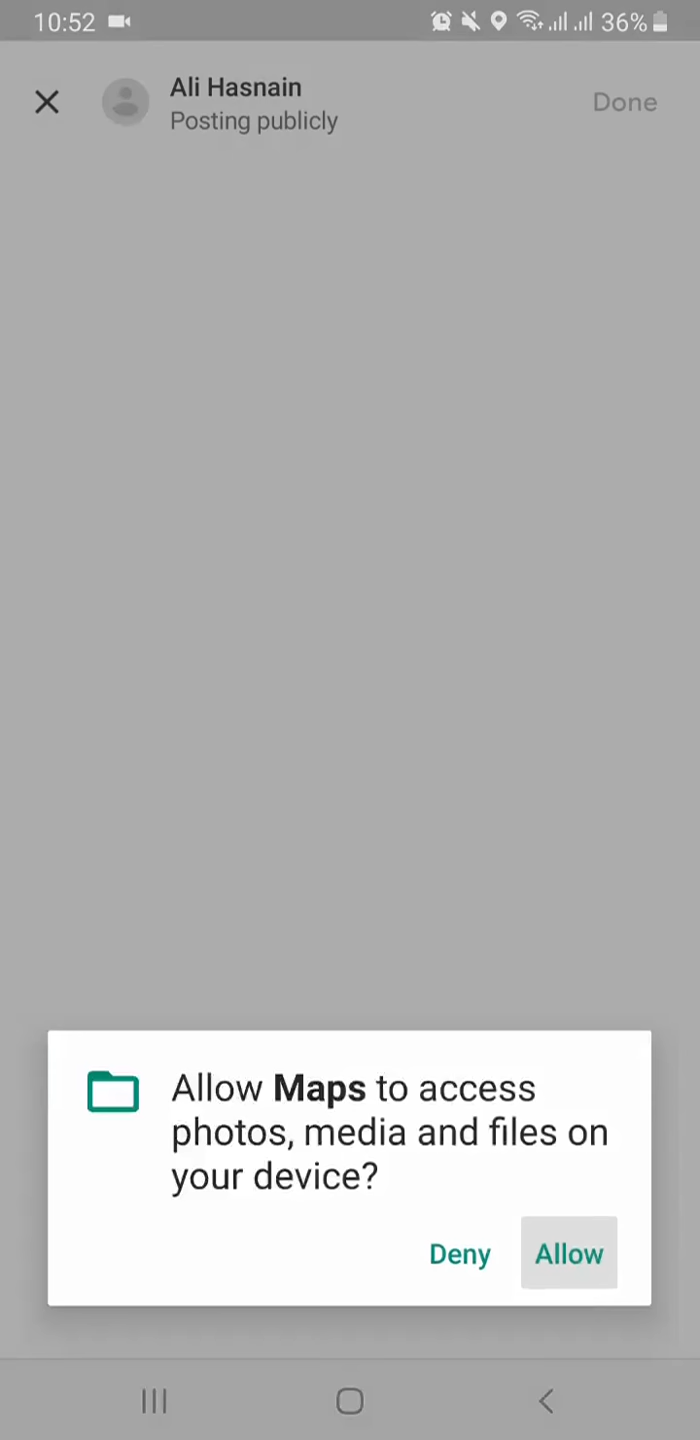 10:52
36%
Ali Hasnain
Posting publicly
Done
Allow Maps to access
photos, media and files on
your device?
Deny
Allow